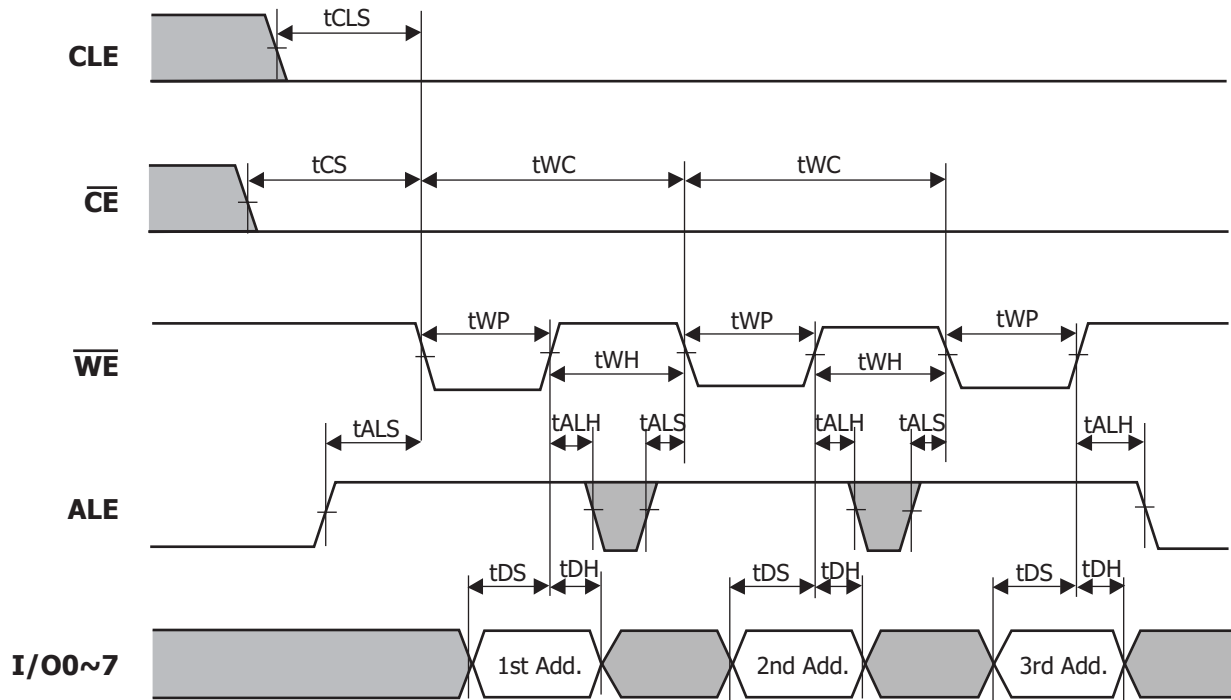 tCLS
CLE
tCS tWC tWC
CE
tWP tWP tWP
WE
tWH tWH
tALS tALH tALS tALH tALS tALH
ALE
tDS tDH tDS tDH tDS tDH
I/O0~7 1st Add. 2nd Add. 3rd Add.